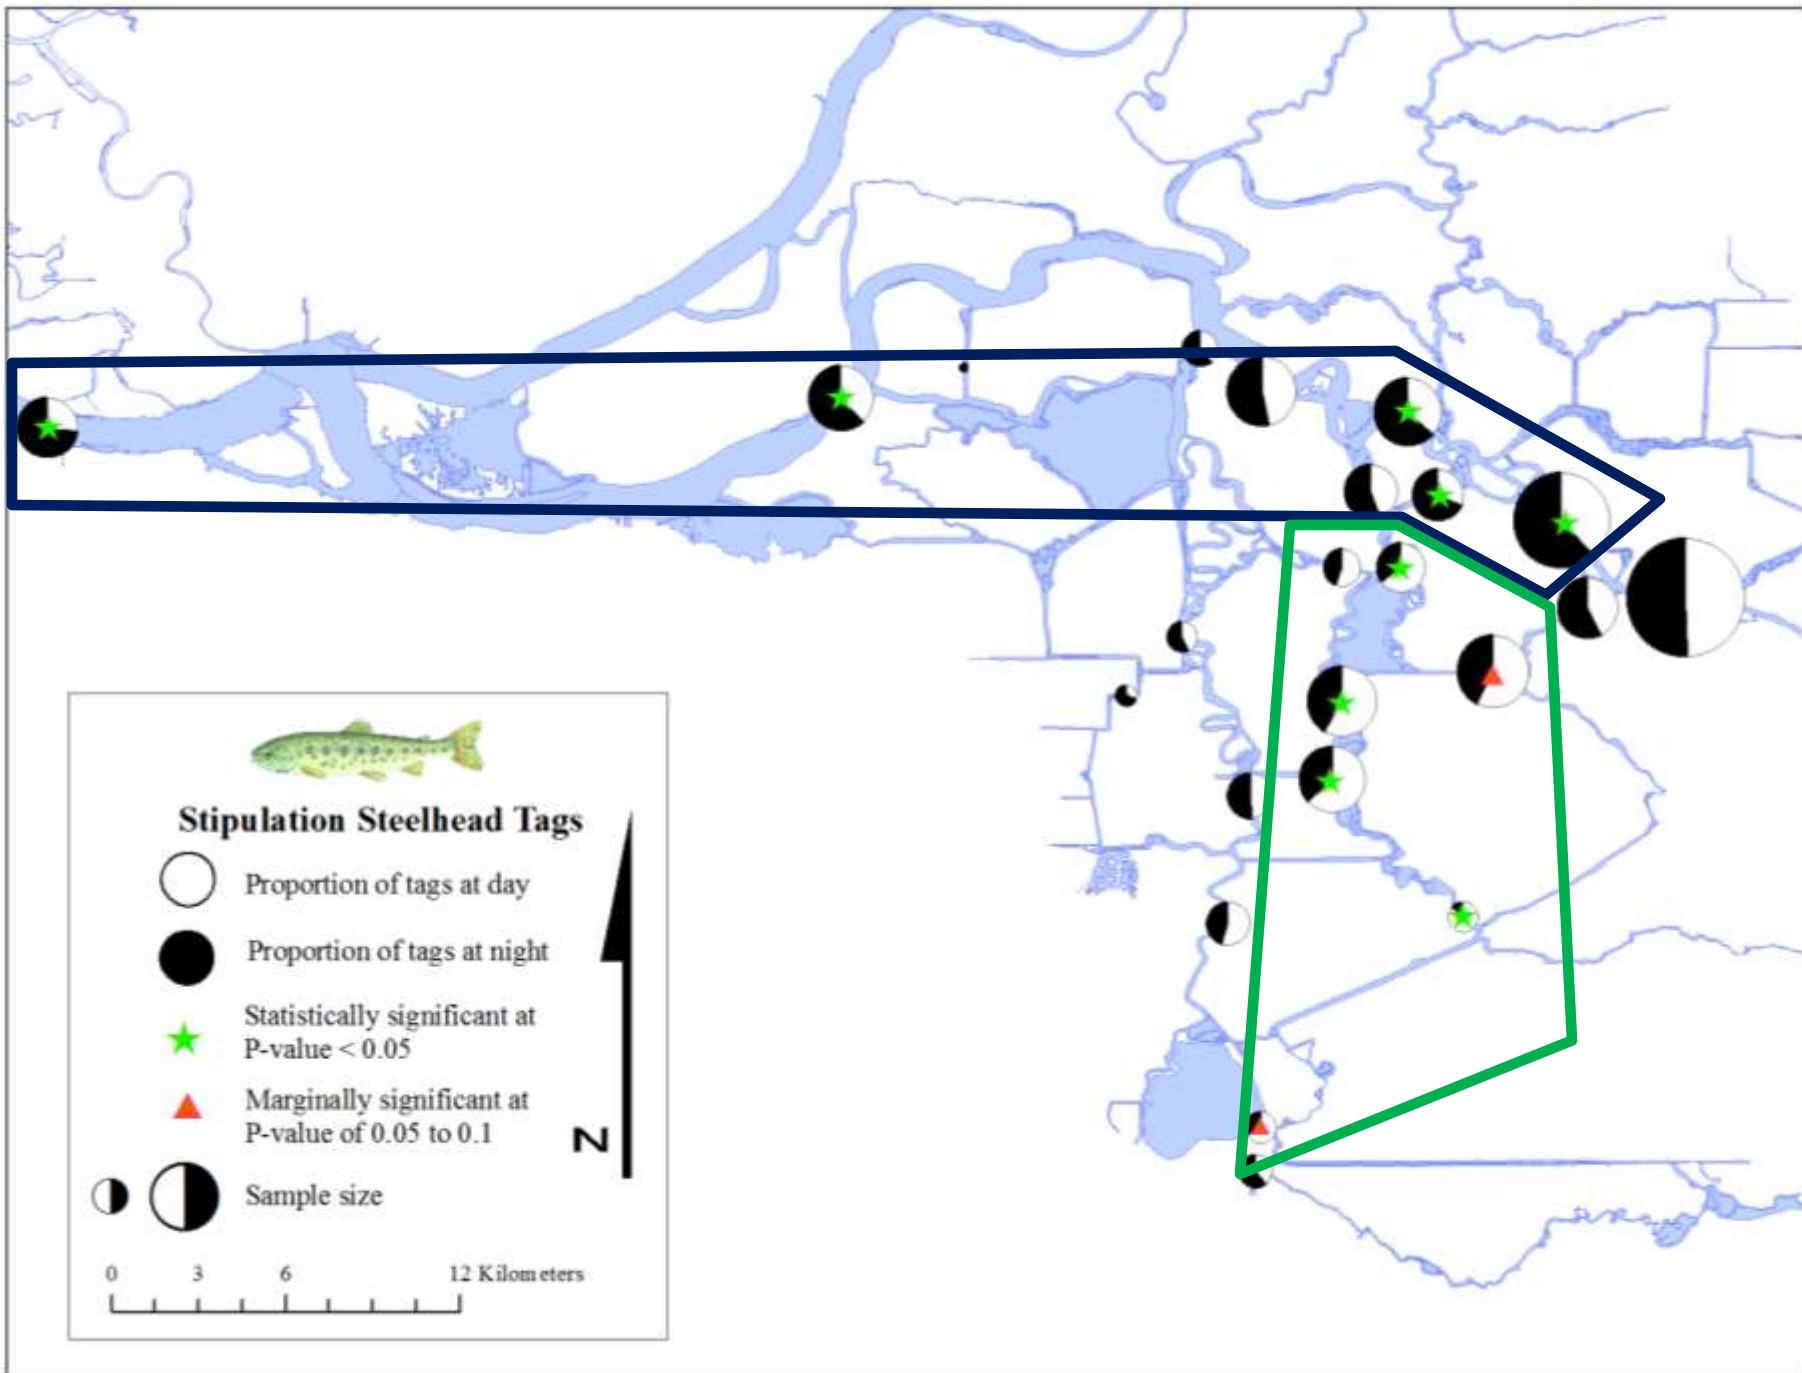 Stipulation Steelhead Tags
Proportion of tags at day
Proportion of tags at night
Statistically significant at
P-value < 0.05
Marginally significant at
P-value of 0.05 to 0.1
N
Sample size
0 3 6 12 Kilometers